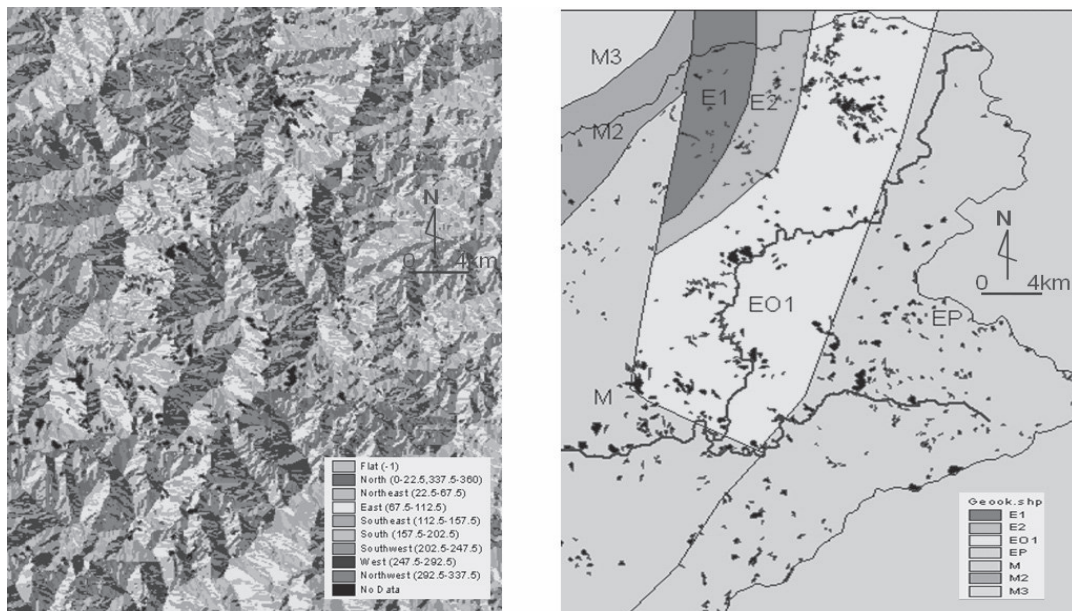 N
0 4km
Flat (-1)
North (0-22.5,337.5-360)
Northeast (22.5-67.5)
East (67.5-112.5)
Southeast (112.5-157.5)
South (157.5-202.5)
Southwest (202.5-247.5)
West (247.5-292.5)
Northwest (292.5-337.5)
No Data
M3
E1
E2
M2
N
0 4km
EO1
EP
M
Geook.shp
E1
E2
EO1
EP
M
M2
M3